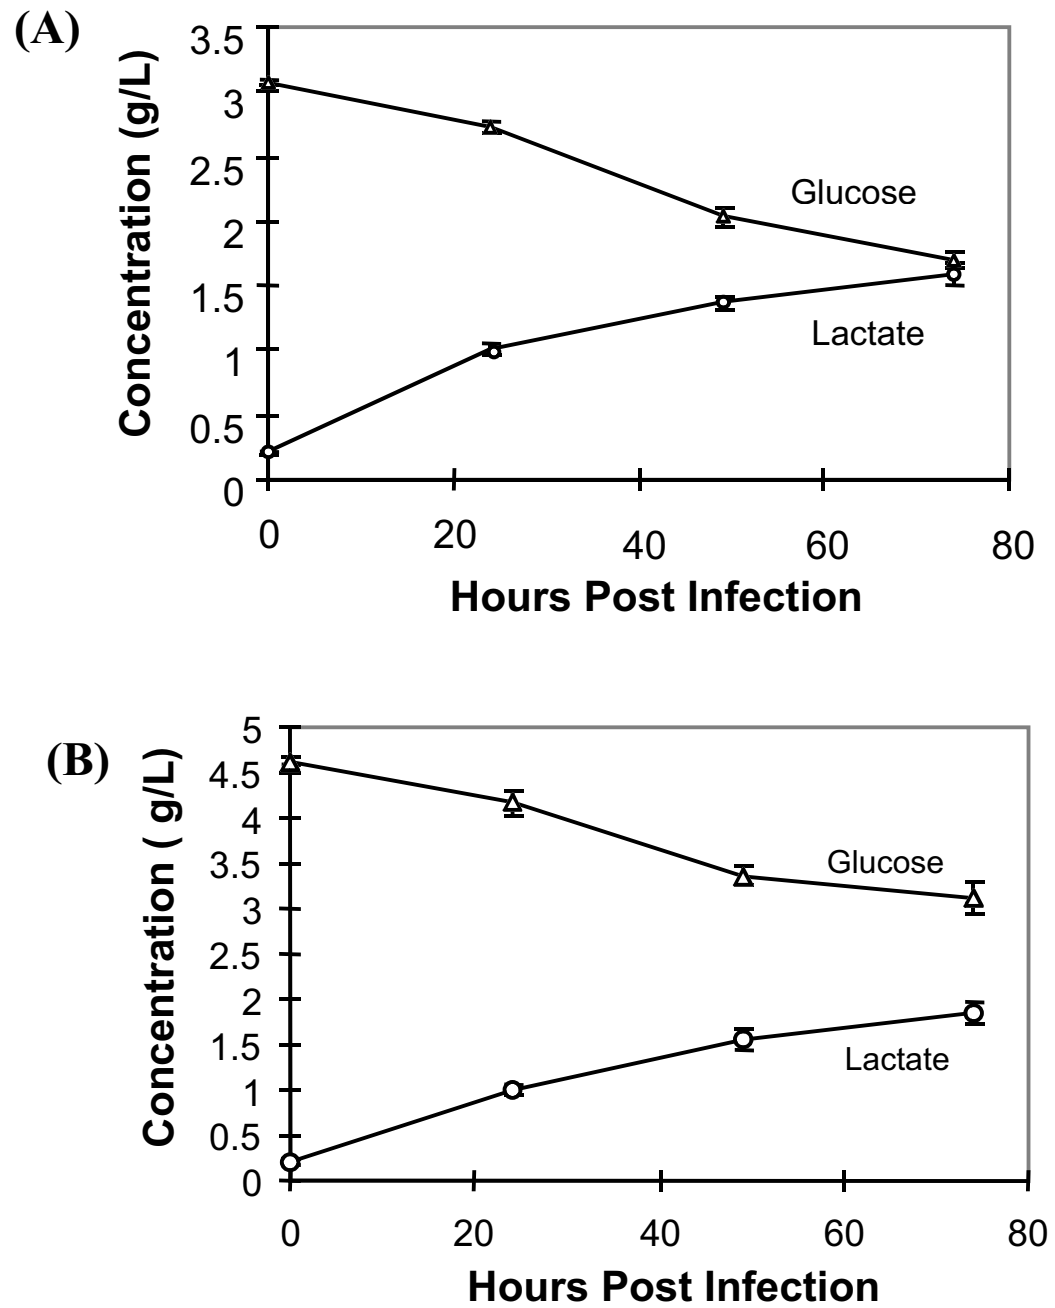 (A)
Concentration (g/L)
3.5
3
2.5
2
1.5
1
0.5
0
Glucose
Lactate
0 20 40 60 80
Hours Post Infection
(B)
Concentration ( g/L)
5
4.5
4
3.5
3
2.5
2
1.5
1
0.5
0
Glucose
Lactate
0 20 40 60 80
Hours Post Infection